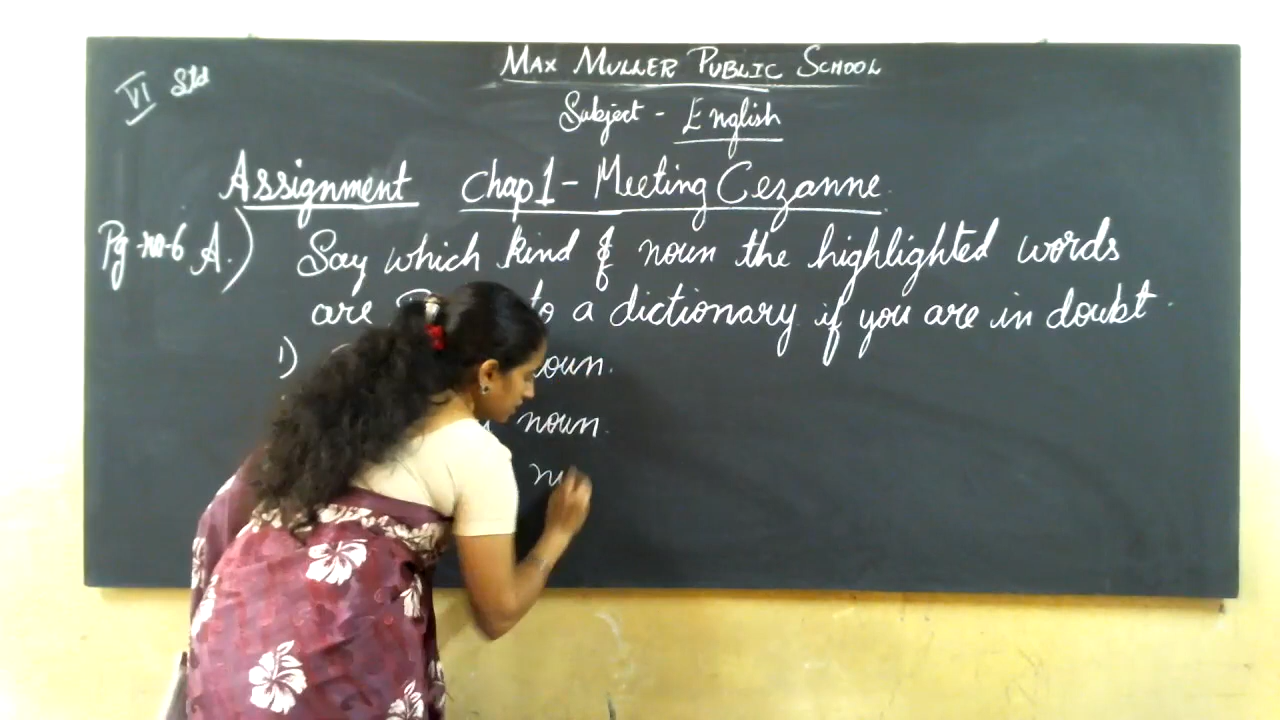 MAX MULLER PUBLIC SCHOOL
VI Std
Subject - English
Assignment Chap 1 - Meeting Cezanne
Pg-no-6 A.) Say which kind of noun the highlighted words
are to a dictionary if you are in doubt.
1) noun.
noun.